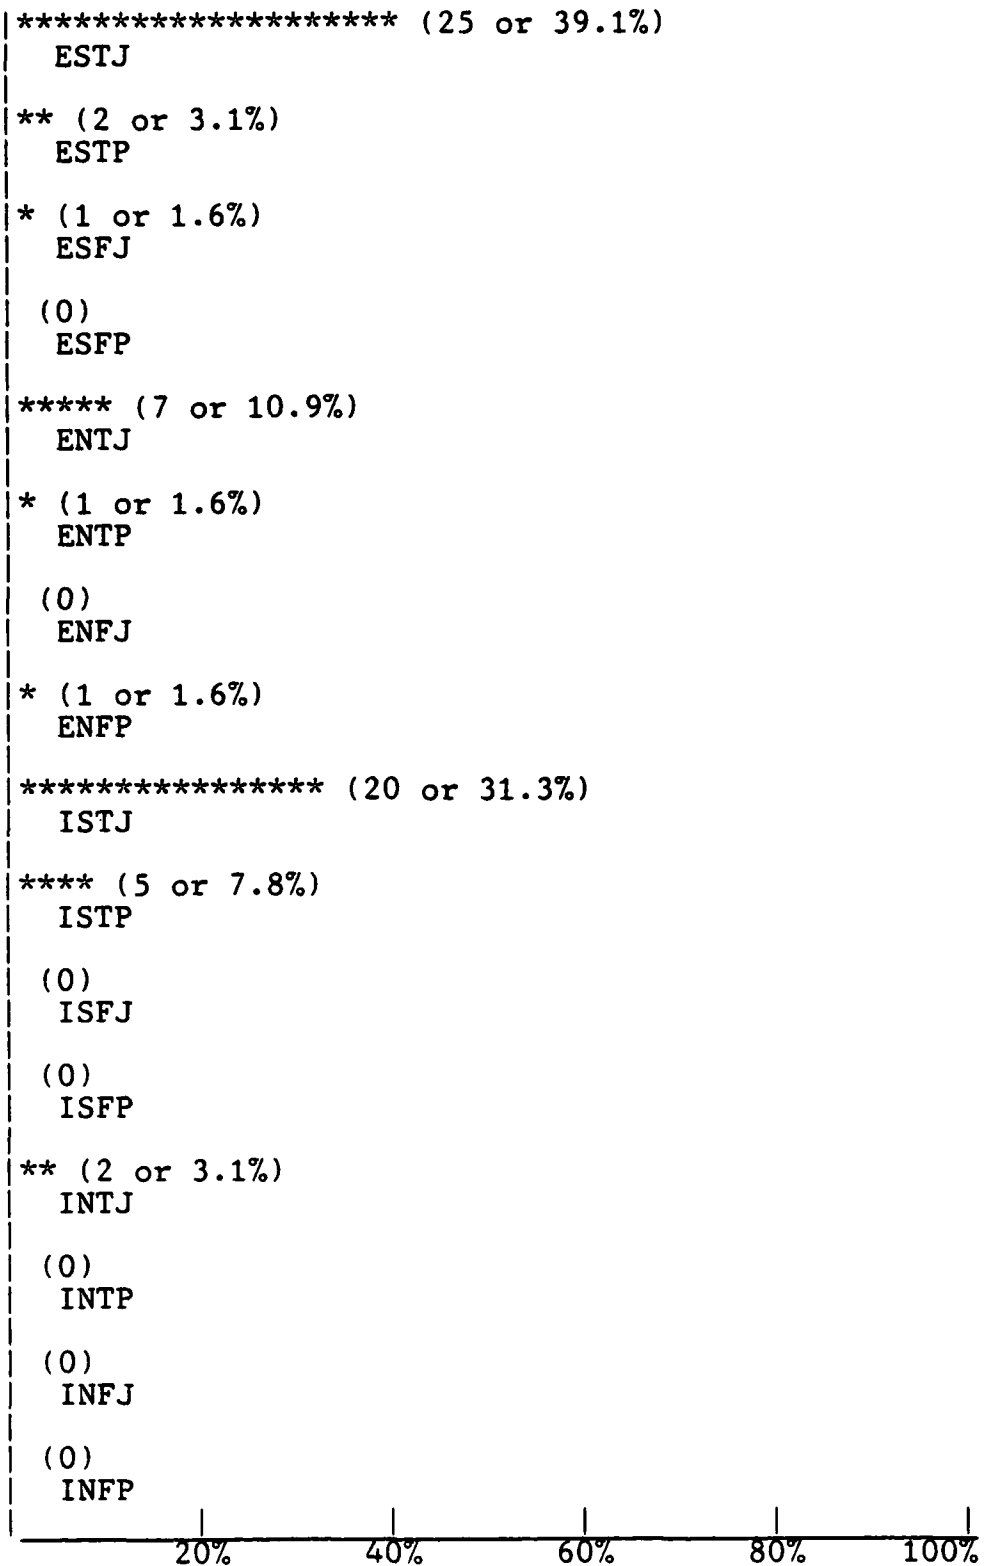 ******************** (25 or 39.1%)
ESTJ
** (2 or 3.1%)
ESTP
* (1 or 1.6%)
ESFJ
(0)
ESFP
***** (7 or 10.9%)
ENTJ
* (1 or 1.6%)
ENTP
(0)
ENFJ
* (1 or 1.6%)
ENFP
**************** (20 or 31.3%)
ISTJ
**** (5 or 7.8%)
ISTP
(0)
ISFJ
(0)
ISFP
** (2 or 3.1%)
INTJ
(0)
INTP
(0)
INFJ
(0)
INFP
20% 40% 60% 80% 100%